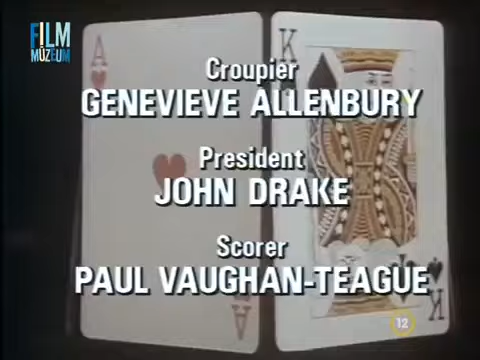 FILM
MÚZEUM
A
K
Croupier
GENEVIEVE ALLENBURY
President
JOHN DRAKE
Scorer
PAUL VAUGHAN-TEAGUE
A
K
12